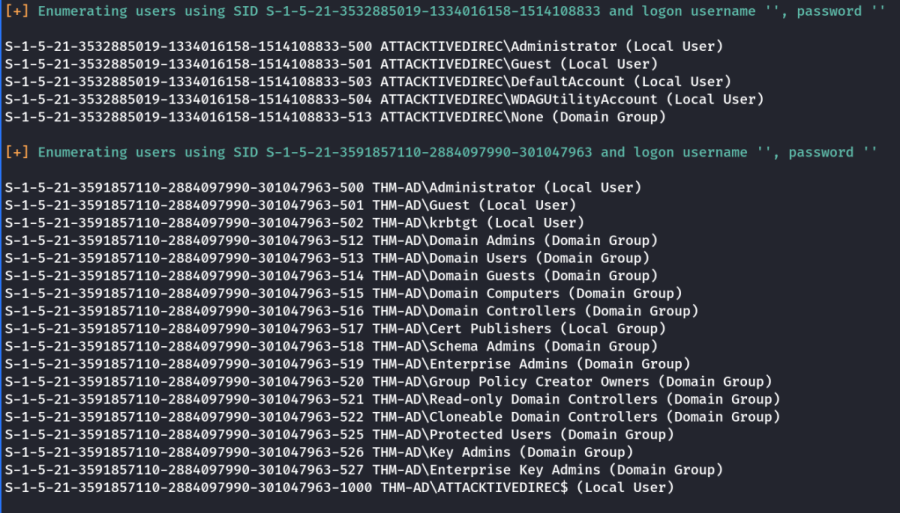 [+] Enumerating users using SID S-1-5-21-3532885019-1334016158-1514108833 and logon username '', password ''
S-1-5-21-3532885019-1334016158-1514108833-500 ATTACKTIVEDIREC\Administrator (Local User)
S-1-5-21-3532885019-1334016158-1514108833-501 ATTACKTIVEDIREC\Guest (Local User)
S-1-5-21-3532885019-1334016158-1514108833-503 ATTACKTIVEDIREC\DefaultAccount (Local User)
S-1-5-21-3532885019-1334016158-1514108833-504 ATTACKTIVEDIREC\WDAGUtilityAccount (Local User)
S-1-5-21-3532885019-1334016158-1514108833-513 ATTACKTIVEDIREC\None (Domain Group)
[+] Enumerating users using SID S-1-5-21-3591857110-2884097990-301047963 and logon username '', password ''
S-1-5-21-3591857110-2884097990-301047963-500 THM-AD\Administrator (Local User)
S-1-5-21-3591857110-2884097990-301047963-501 THM-AD\Guest (Local User)
S-1-5-21-3591857110-2884097990-301047963-502 THM-AD\krbtgt (Local User)
S-1-5-21-3591857110-2884097990-301047963-512 THM-AD\Domain Admins (Domain Group)
S-1-5-21-3591857110-2884097990-301047963-513 THM-AD\Domain Users (Domain Group)
S-1-5-21-3591857110-2884097990-301047963-514 THM-AD\Domain Guests (Domain Group)
S-1-5-21-3591857110-2884097990-301047963-515 THM-AD\Domain Computers (Domain Group)
S-1-5-21-3591857110-2884097990-301047963-516 THM-AD\Domain Controllers (Domain Group)
S-1-5-21-3591857110-2884097990-301047963-517 THM-AD\Cert Publishers (Local Group)
S-1-5-21-3591857110-2884097990-301047963-518 THM-AD\Schema Admins (Domain Group)
S-1-5-21-3591857110-2884097990-301047963-519 THM-AD\Enterprise Admins (Domain Group)
S-1-5-21-3591857110-2884097990-301047963-520 THM-AD\Group Policy Creator Owners (Domain Group)
S-1-5-21-3591857110-2884097990-301047963-521 THM-AD\Read-only Domain Controllers (Domain Group)
S-1-5-21-3591857110-2884097990-301047963-522 THM-AD\Cloneable Domain Controllers (Domain Group)
S-1-5-21-3591857110-2884097990-301047963-525 THM-AD\Protected Users (Domain Group)
S-1-5-21-3591857110-2884097990-301047963-526 THM-AD\Key Admins (Domain Group)
S-1-5-21-3591857110-2884097990-301047963-527 THM-AD\Enterprise Key Admins (Domain Group)
S-1-5-21-3591857110-2884097990-301047963-1000 THM-AD\ATTACKTIVEDIREC$ (Local User)